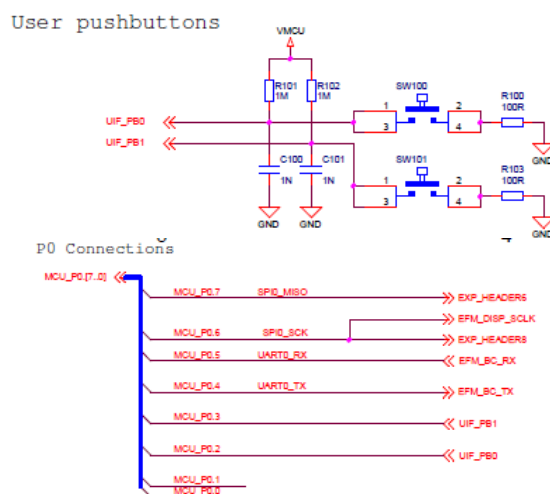 User pushbuttons
VMCU
R101
1M
R102
1M
SW100
R100
100R
UIF_PB0
1
3
2
4
UIF_PB1
GND
C100
1N
C101
1N
SW101
R103
100R
1
3
2
4
GND
GND
GND
4
P0 Connections
MCU_P0.[7..0]
MCU_P0.7 SPI0_MISO EXP_HEADER6
EFM_DISP_SCLK
MCU_P0.6 SPI0_SCK EXP_HEADER8
MCU_P0.5 UART0_RX EFM_BC_RX
MCU_P0.4 UART0_TX EFM_BC_TX
MCU_P0.3 UIF_PB1
MCU_P0.2 UIF_PB0
MCU_P0.1
MCU_P0.0